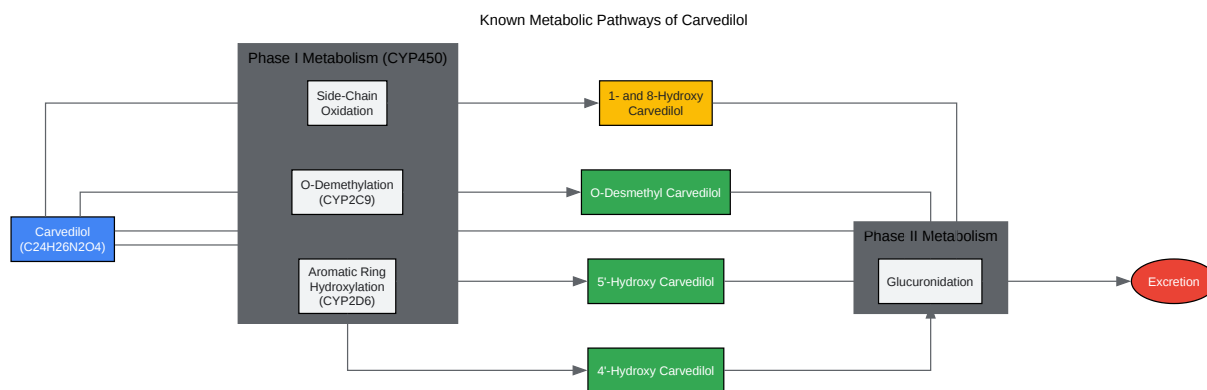 Known Metabolic Pathways of Carvedilol
Phase I Metabolism (CYP450)
Side-Chain
Oxidation
1- and 8-Hydroxy
Carvedilol
O-Demethylation
(CYP2C9)
O-Desmethyl Carvedilol
Carvedilol
(C24H26N2O4)
Phase II Metabolism
Aromatic Ring
Hydroxylation
(CYP2D6)
5'-Hydroxy Carvedilol
Glucuronidation
Excretion
4'-Hydroxy Carvedilol